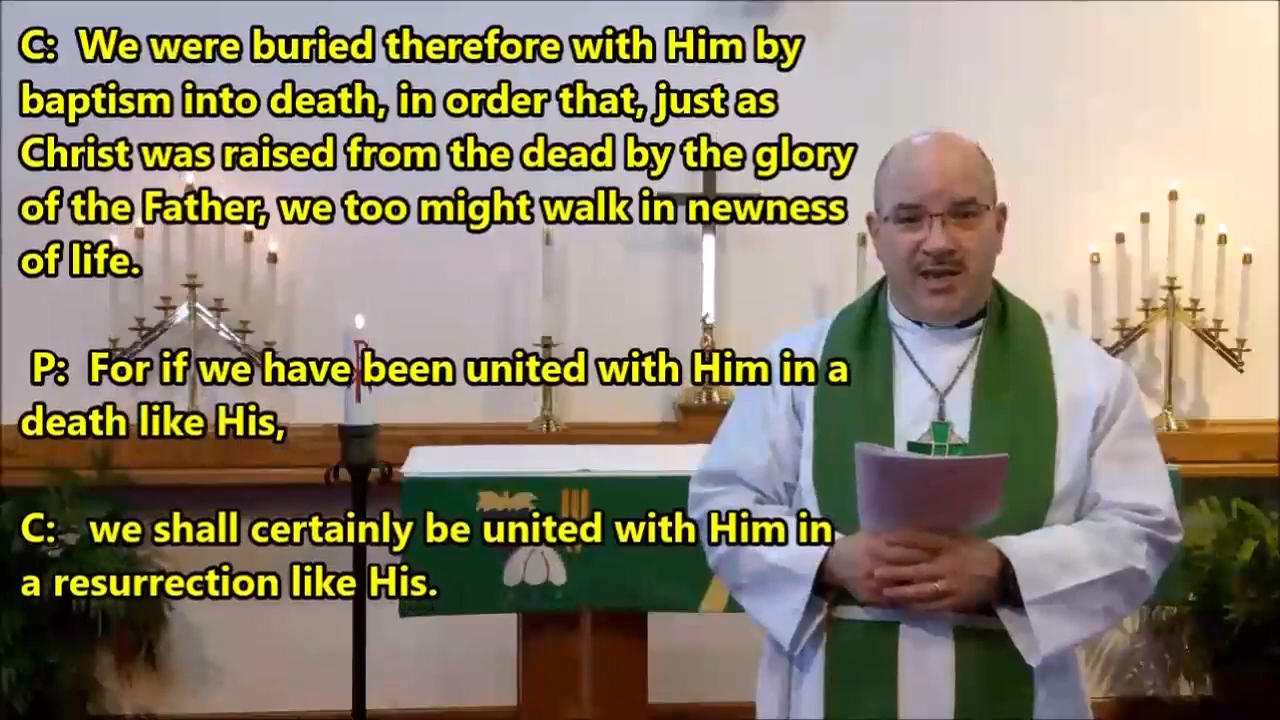 C: We were buried therefore with Him by
baptism into death, in order that, just as
Christ was raised from the dead by the glory
of the Father, we too might walk in newness
of life.
P: For if we have been united with Him in a
death like His,
C: we shall certainly be united with Him in
a resurrection like His.